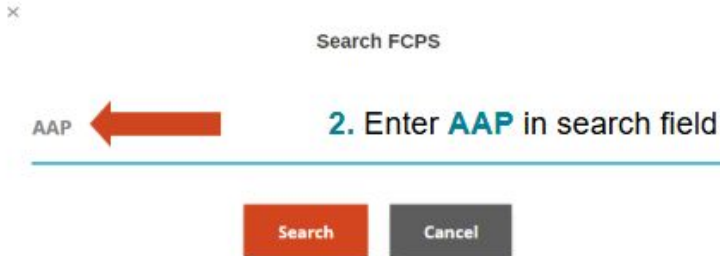 ×
Search FCPS
AAP
2. Enter AAP in search field
Search
Cancel